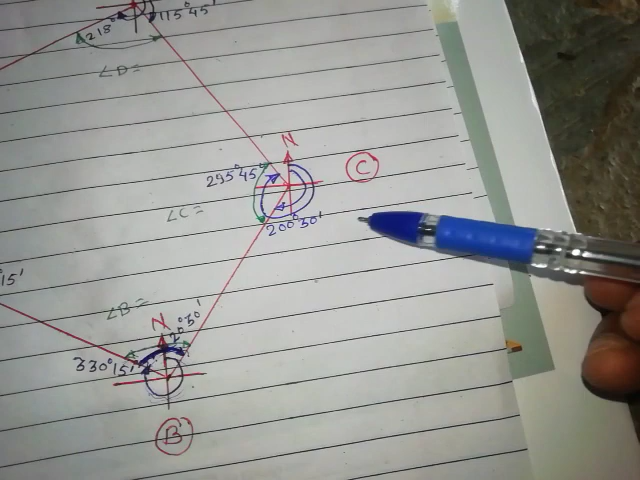 218° 115°45'
∠D=
N
C
295°45'
∠C=
200°30'
°15'
∠B=
N
20°30'
330°15'
B